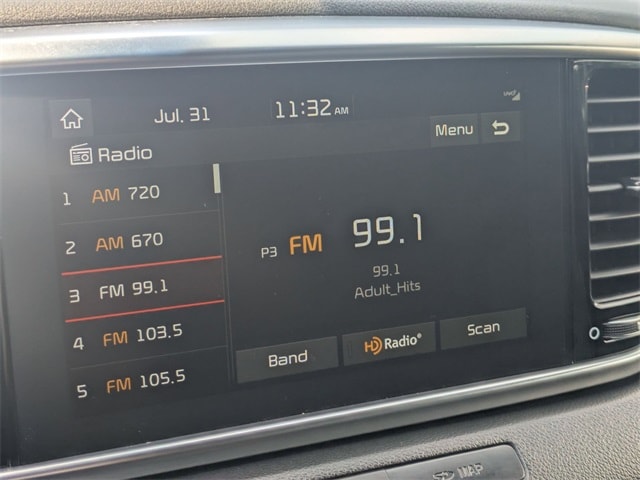 Jul. 31 11:32 AM
Radio Menu
1 AM 720
2 AM 670
3 FM 99.1
4 FM 103.5
5 FM 105.5
P3 FM 99.1
99.1
Adult_Hits
Band HD Radio® Scan
MAP